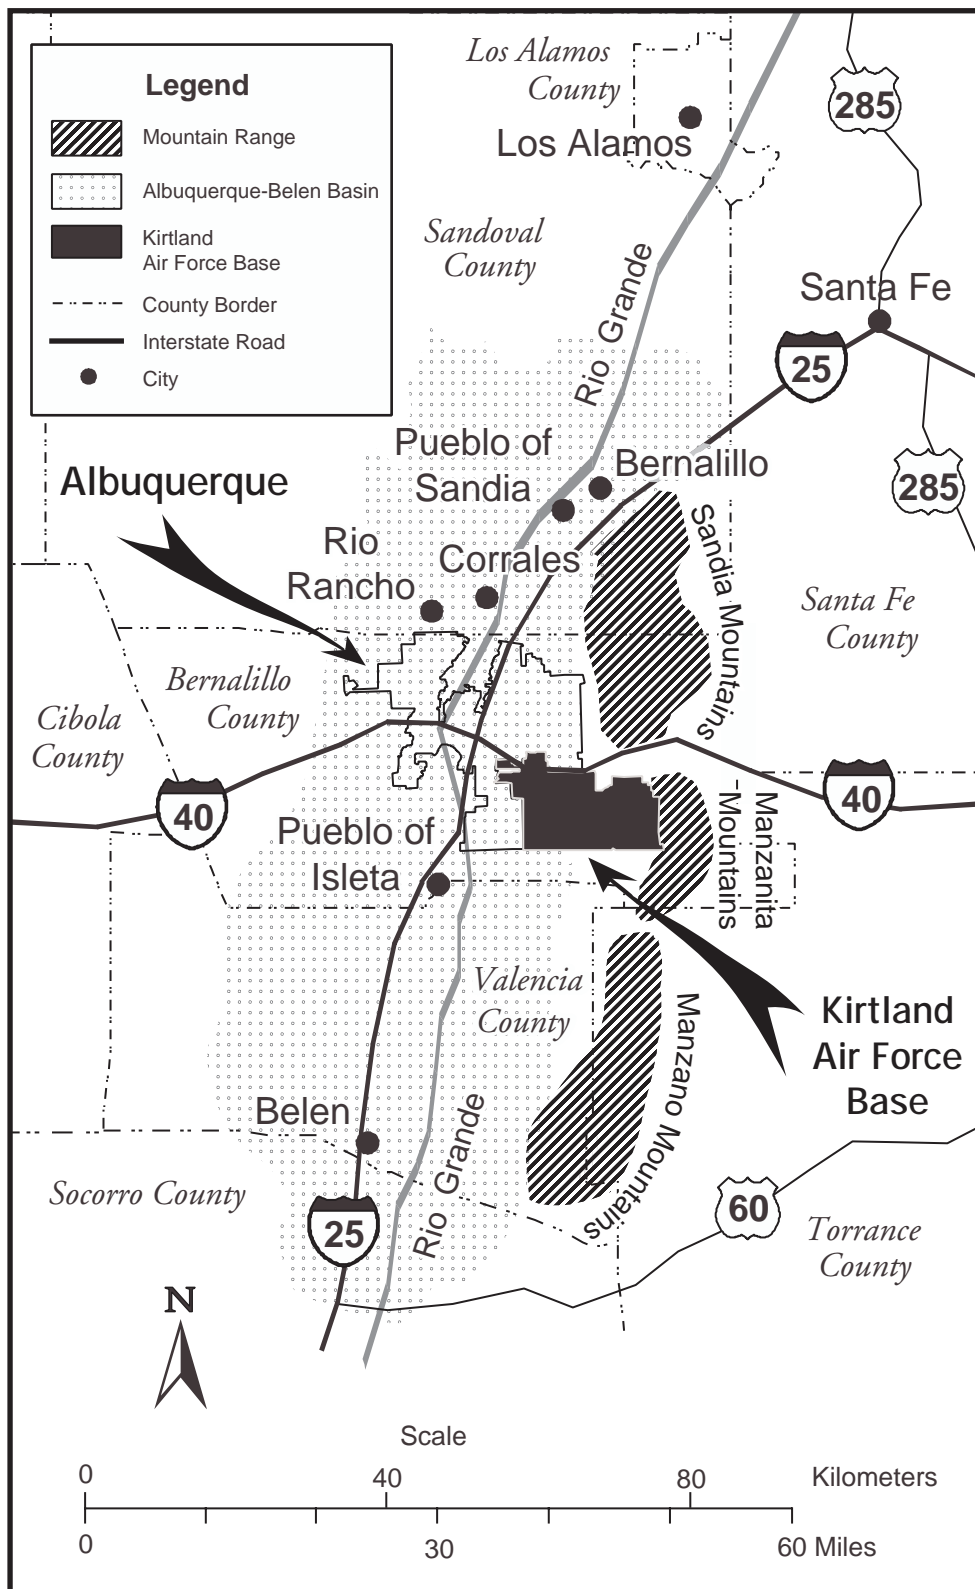 Legend
Mountain Range
Albuquerque-Belen Basin
Kirtland
Air Force Base
County Border
Interstate Road
City
Los Alamos
County
Los Alamos
285
Sandoval
County
Rio Grande
Santa Fe
25
Pueblo of
Sandia
Bernalillo
285
Albuquerque
Rio
Rancho
Corrales
Sandia Mountains
Santa Fe
County
Bernalillo
County
Cibola
County
40
40
Manzanita
Mountains
Pueblo of
Isleta
Valencia
County
Manzano Mountains
Kirtland
Air Force
Base
Belen
Rio Grande
Socorro County
25
60
Torrance
County
N
Scale
0 40 80 Kilometers
0 30 60 Miles